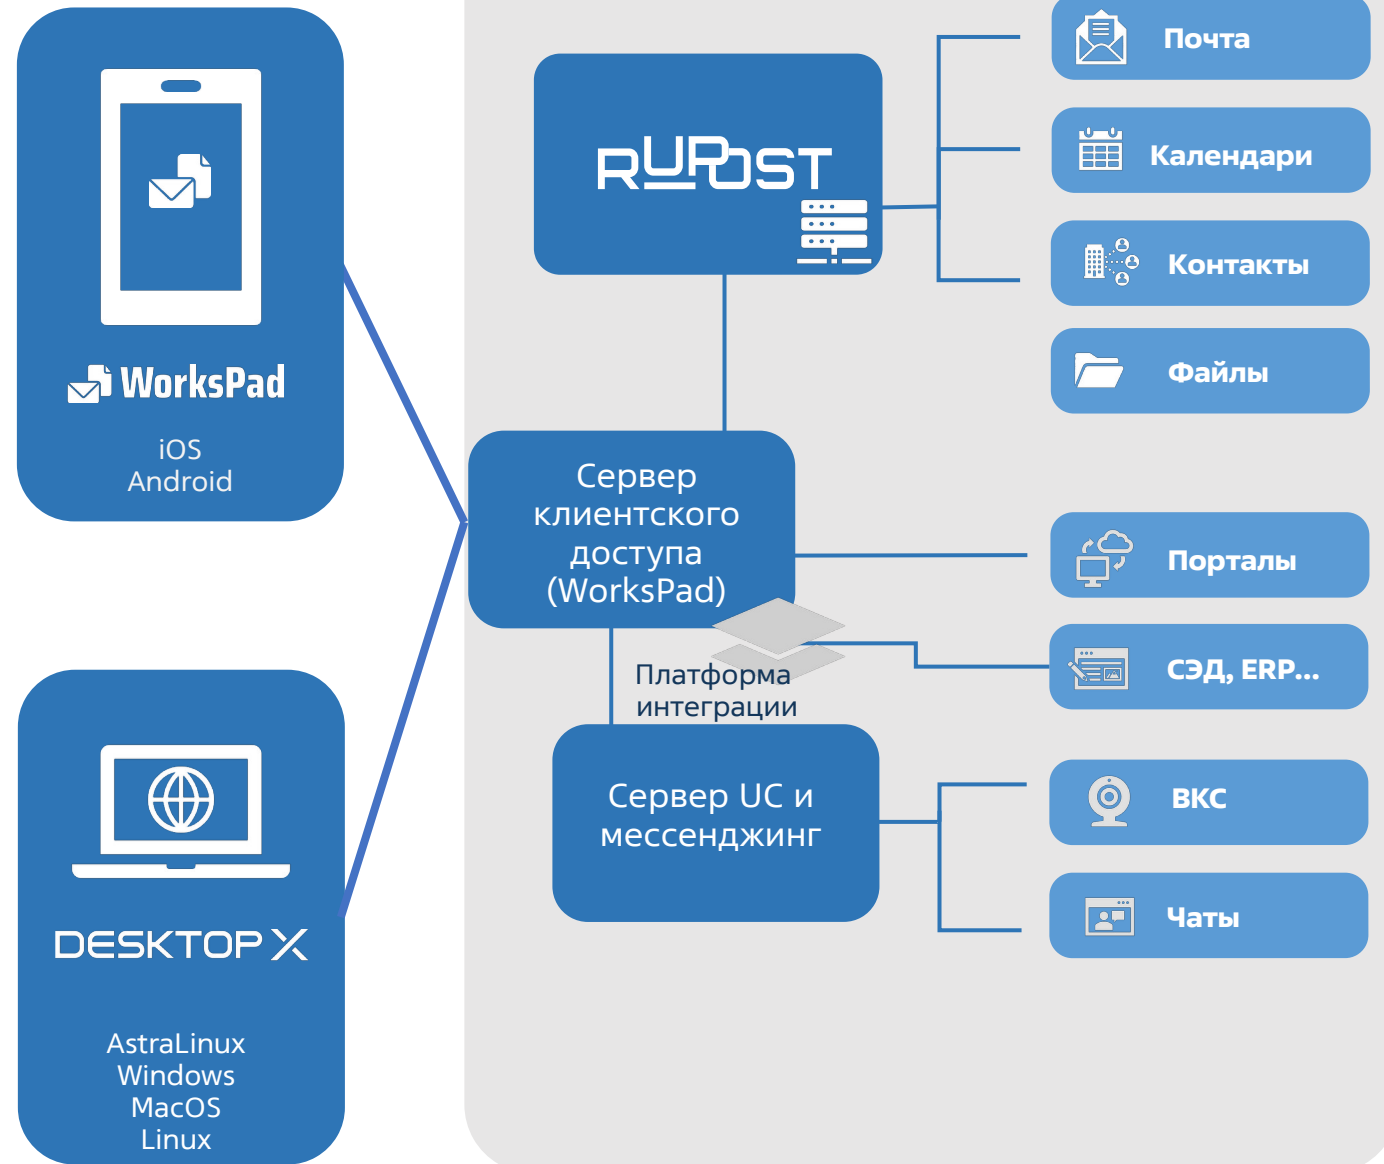 WorksPad
iOS
Android
DESKTOP X
AstraLinux
Windows
MacOS
Linux
RUPOST
Сервер
клиентского
доступа
(WorksPad)
Платформа
интеграции
Сервер UC и
мессенджинг
Почта
Календари
Контакты
Файлы
Порталы
СЭД, ERP...
ВКС
Чаты